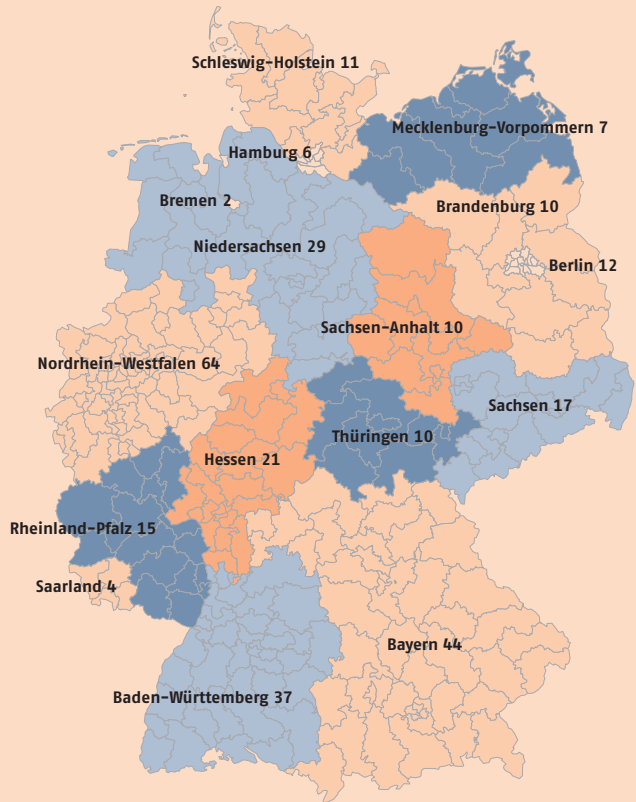 Schleswig-Holstein 11
Mecklenburg-Vorpommern 7
Hamburg 6
Bremen 2
Brandenburg 10
Niedersachsen 29
Berlin 12
Sachsen-Anhalt 10
Nordrhein-Westfalen 64
Sachsen 17
Thüringen 10
Hessen 21
Rheinland-Pfalz 15
Saarland 4
Bayern 44
Baden-Württemberg 37